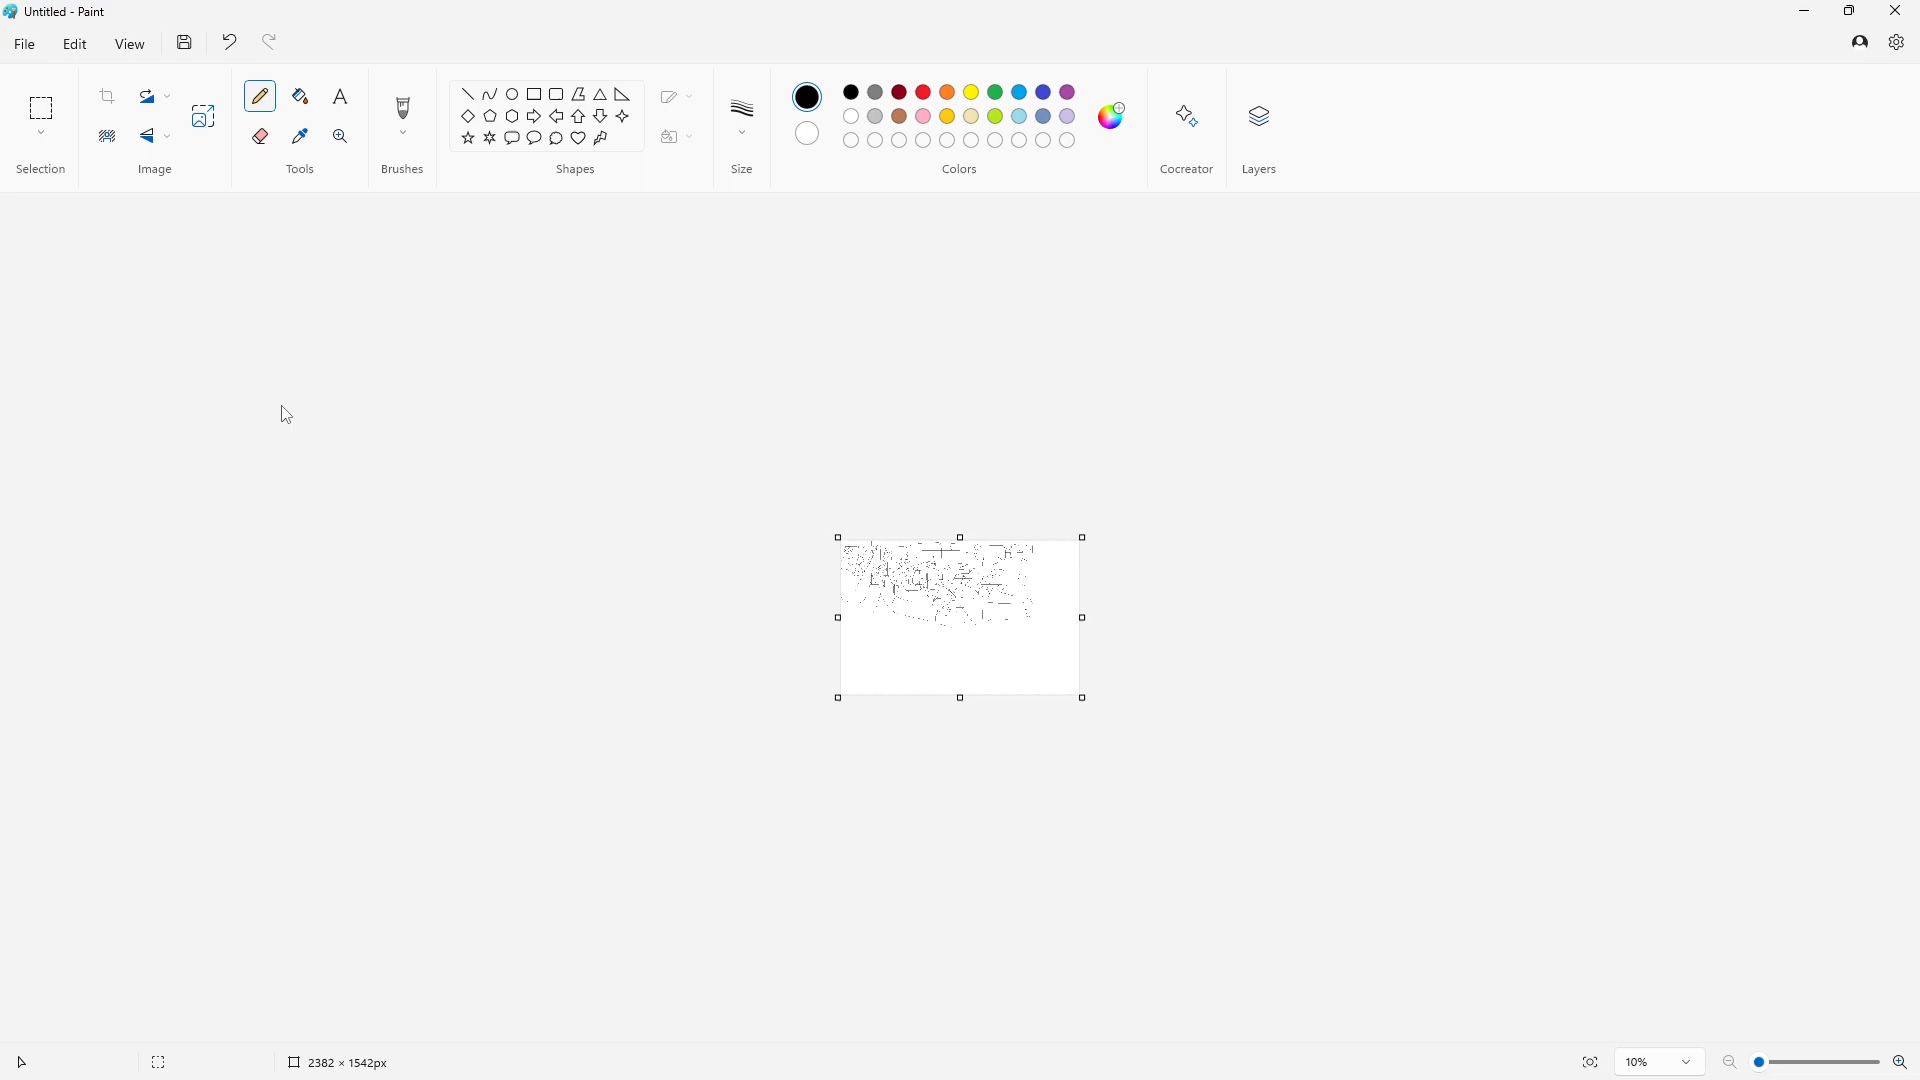 Untitled - Paint
File Edit View
Selection Image Tools Brushes Shapes Size Colors Cocreator Layers
2382 × 1542px
10%